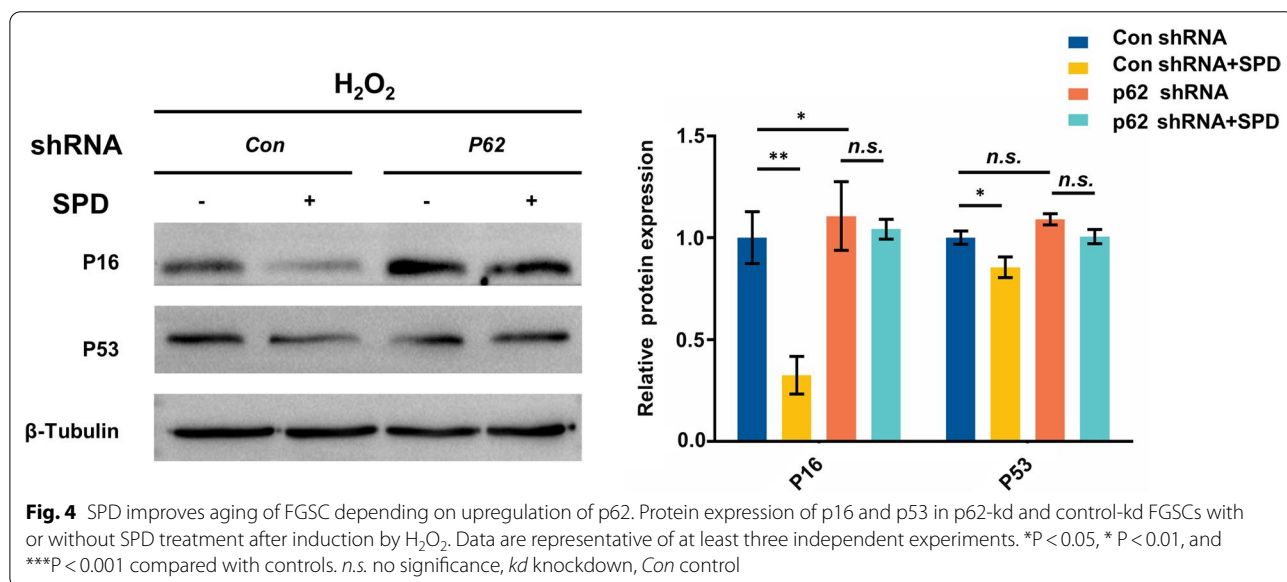 H₂O₂
shRNA Con P62
SPD - + - +
P16
P53
β-Tubulin
Con shRNA
Con shRNA+SPD
p62 shRNA
p62 shRNA+SPD
Relative protein expression
1.5
1.0
0.5
0.0
* ** n.s.
n.s. * n.s.
P16 P53
Fig. 4 SPD improves aging of FGSC depending on upregulation of p62. Protein expression of p16 and p53 in p62-kd and control-kd FGSCs with
or without SPD treatment after induction by H₂O₂. Data are representative of at least three independent experiments. *P < 0.05, * P < 0.01, and
***P < 0.001 compared with controls. n.s. no significance, kd knockdown, Con control